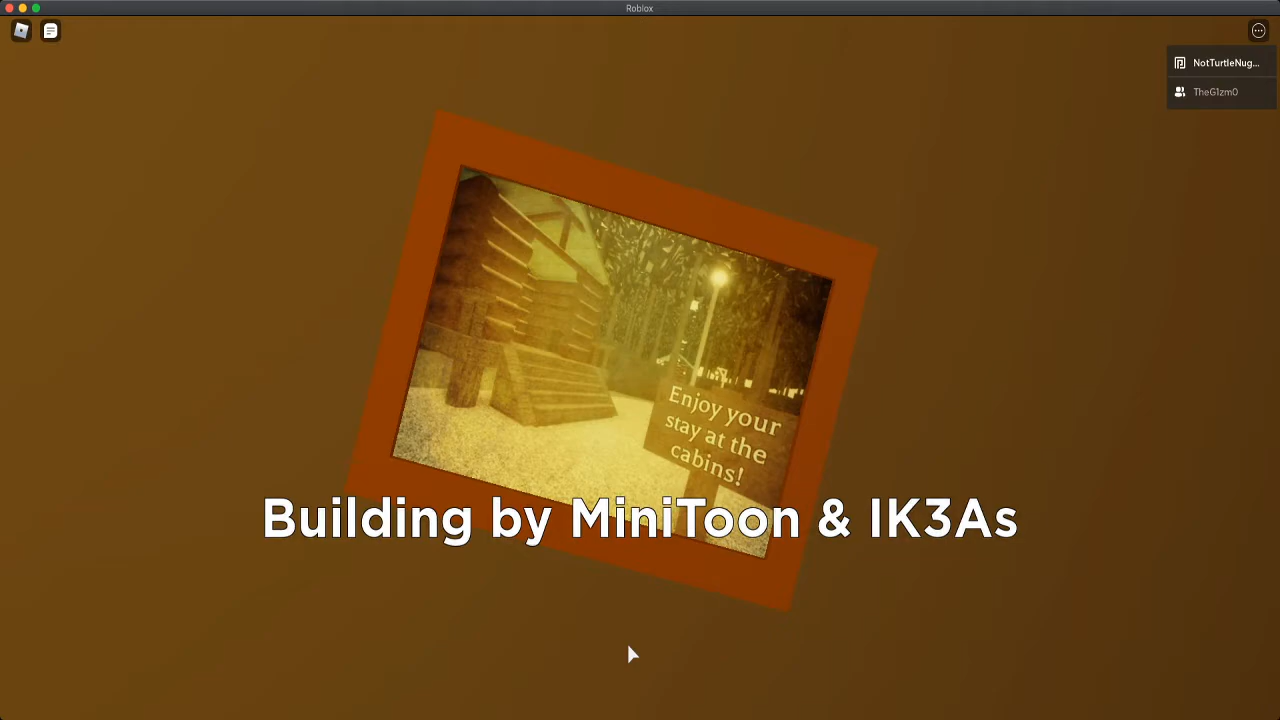 Roblox
NotTurtleNug...
TheG1zm0
Enjoy your
stay at the
cabins!
Building by MiniToon & IK3As